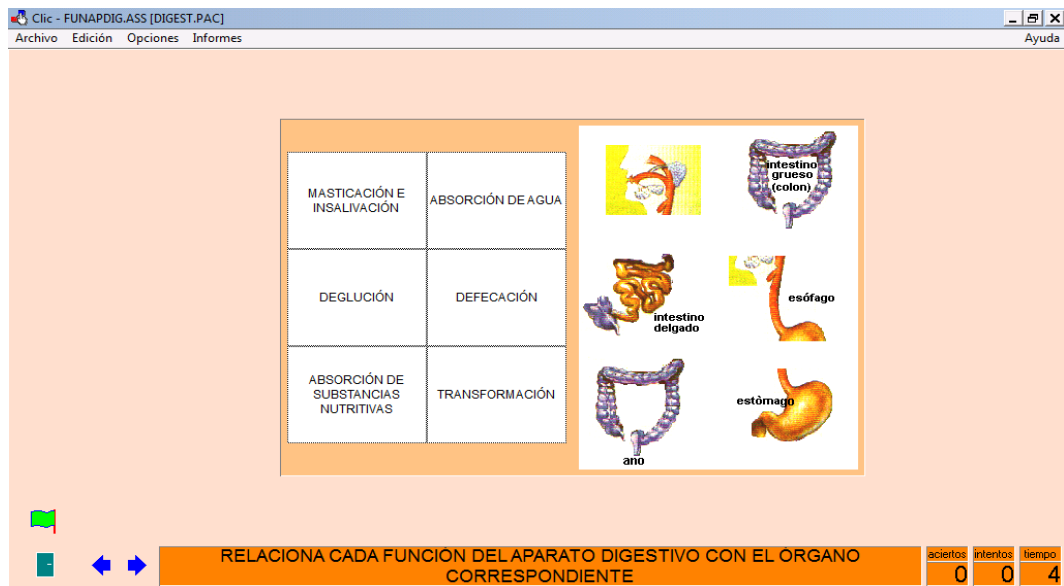 Clic - FUNAPDIG.ASS [DIGEST.PAC]
Archivo Edición Opciones Informes Ayuda
MASTICACIÓN E
INSALIVACIÓN
ABSORCIÓN DE AGUA
DEGLUCIÓN
DEFECACIÓN
ABSORCIÓN DE
SUBSTANCIAS
NUTRITIVAS
TRANSFORMACIÓN
intestino
grueso
(colon)
intestino
delgado
esófago
ano
estòmago
RELACIONA CADA FUNCIÓN DEL APARATO DIGESTIVO CON EL ÓRGANO
CORRESPONDIENTE
aciertos intentos tiempo
0 0 4